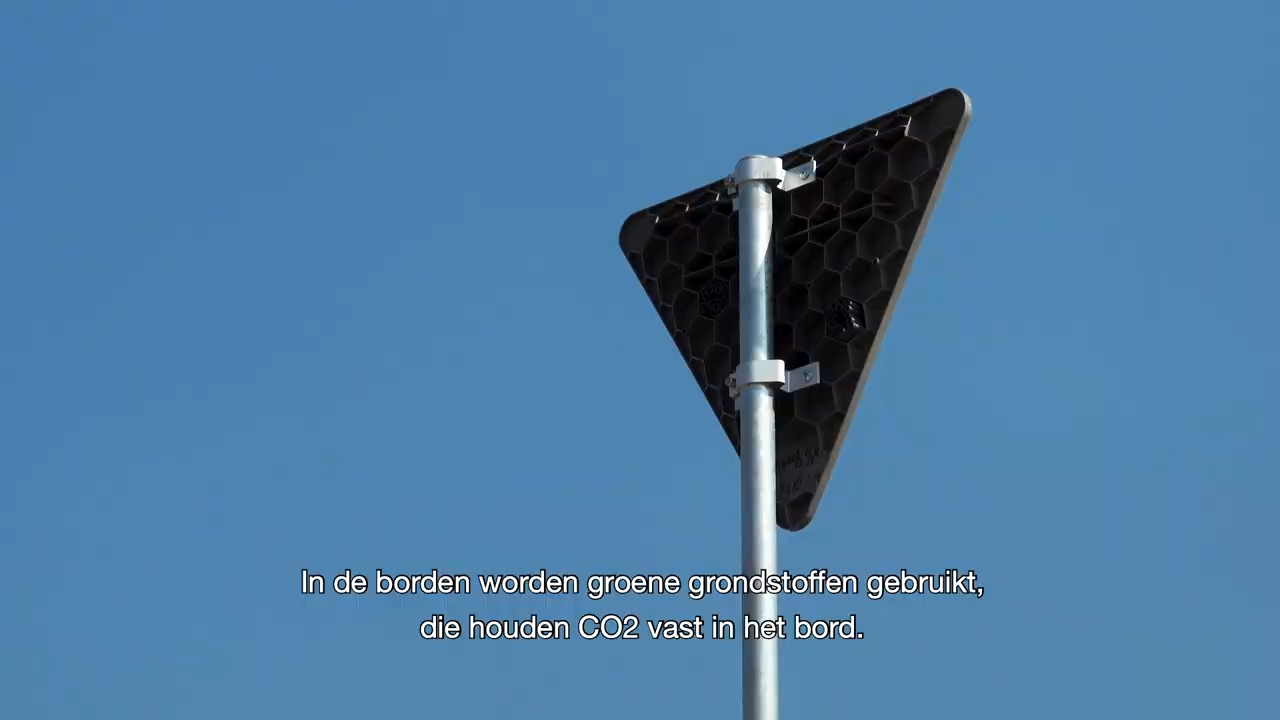 In de borden worden groene grondstoffen gebruikt,
die houden CO2 vast in het bord.